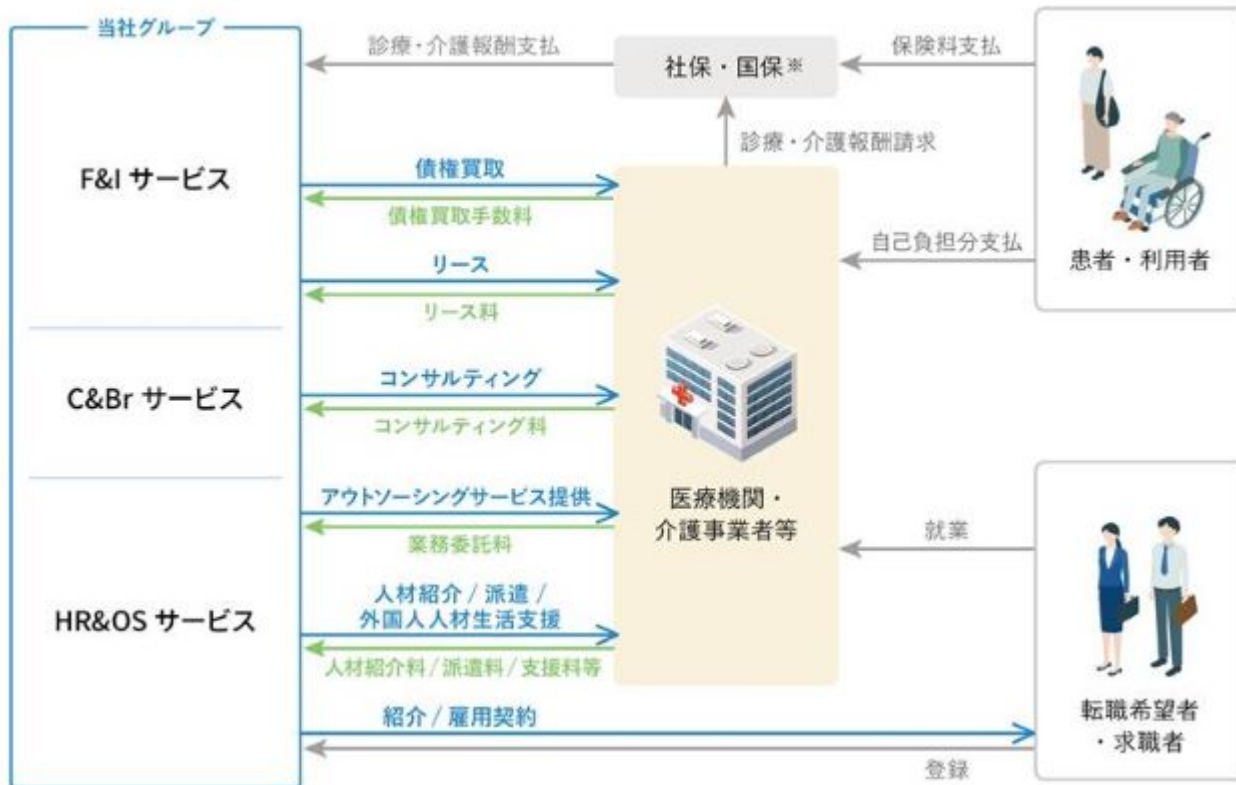 当社グループ
診療・介護報酬支払
社保・国保※
保険料支払
診療・介護報酬請求
F&I サービス
債権買取
債権買取手数料
自己負担分支払
患者・利用者
リース
リース料
C&Br サービス
コンサルティング
コンサルティング料
アウトソーシングサービス提供
業務委託料
医療機関・
介護事業者等
就業
HR&OS サービス
人材紹介 / 派遣 /
外国人人材生活支援
人材紹介料 / 派遣料 / 支援料等
紹介 / 雇用契約
登録
転職希望者
・求職者